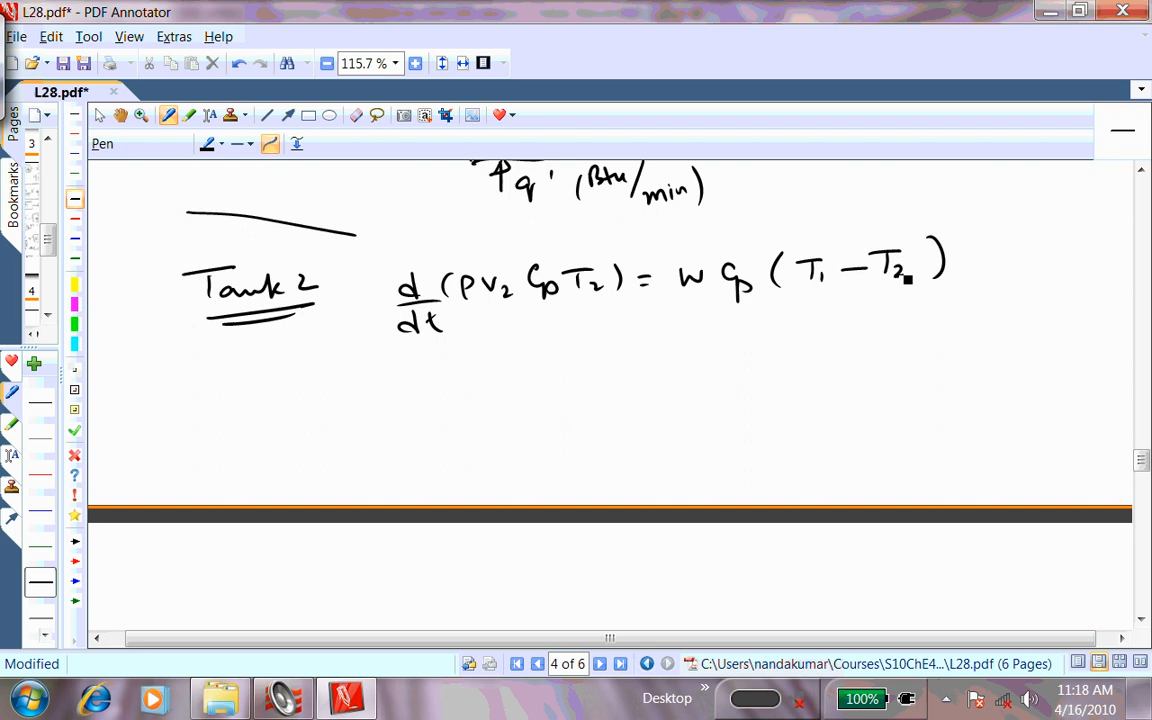 L28.pdf* - PDF Annotator
File Edit Tool View Extras Help
115.7 %
L28.pdf*
Pages
Bookmarks
Pen
3
4
↑ q' (Btu/min)
Tank 2 d/dt (ρV₂ Cp T₂) = w Cp (T₁ − T₂)
Modified
4 of 6
C:\Users\nandakumar\Courses\S10ChE4...\L28.pdf (6 Pages)
Desktop
100%
11:18 AM
4/16/2010